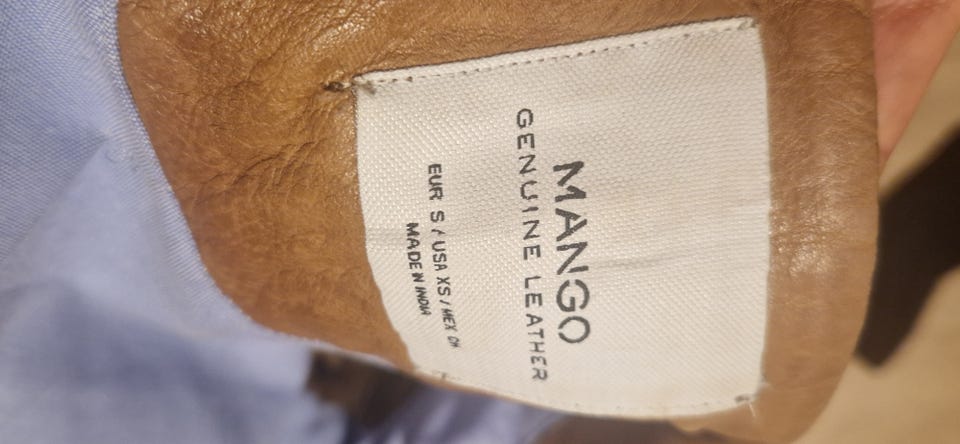 MANGO
GENUINE LEATHER
EUR S / USA XS / MEX CH
MADE IN INDIA